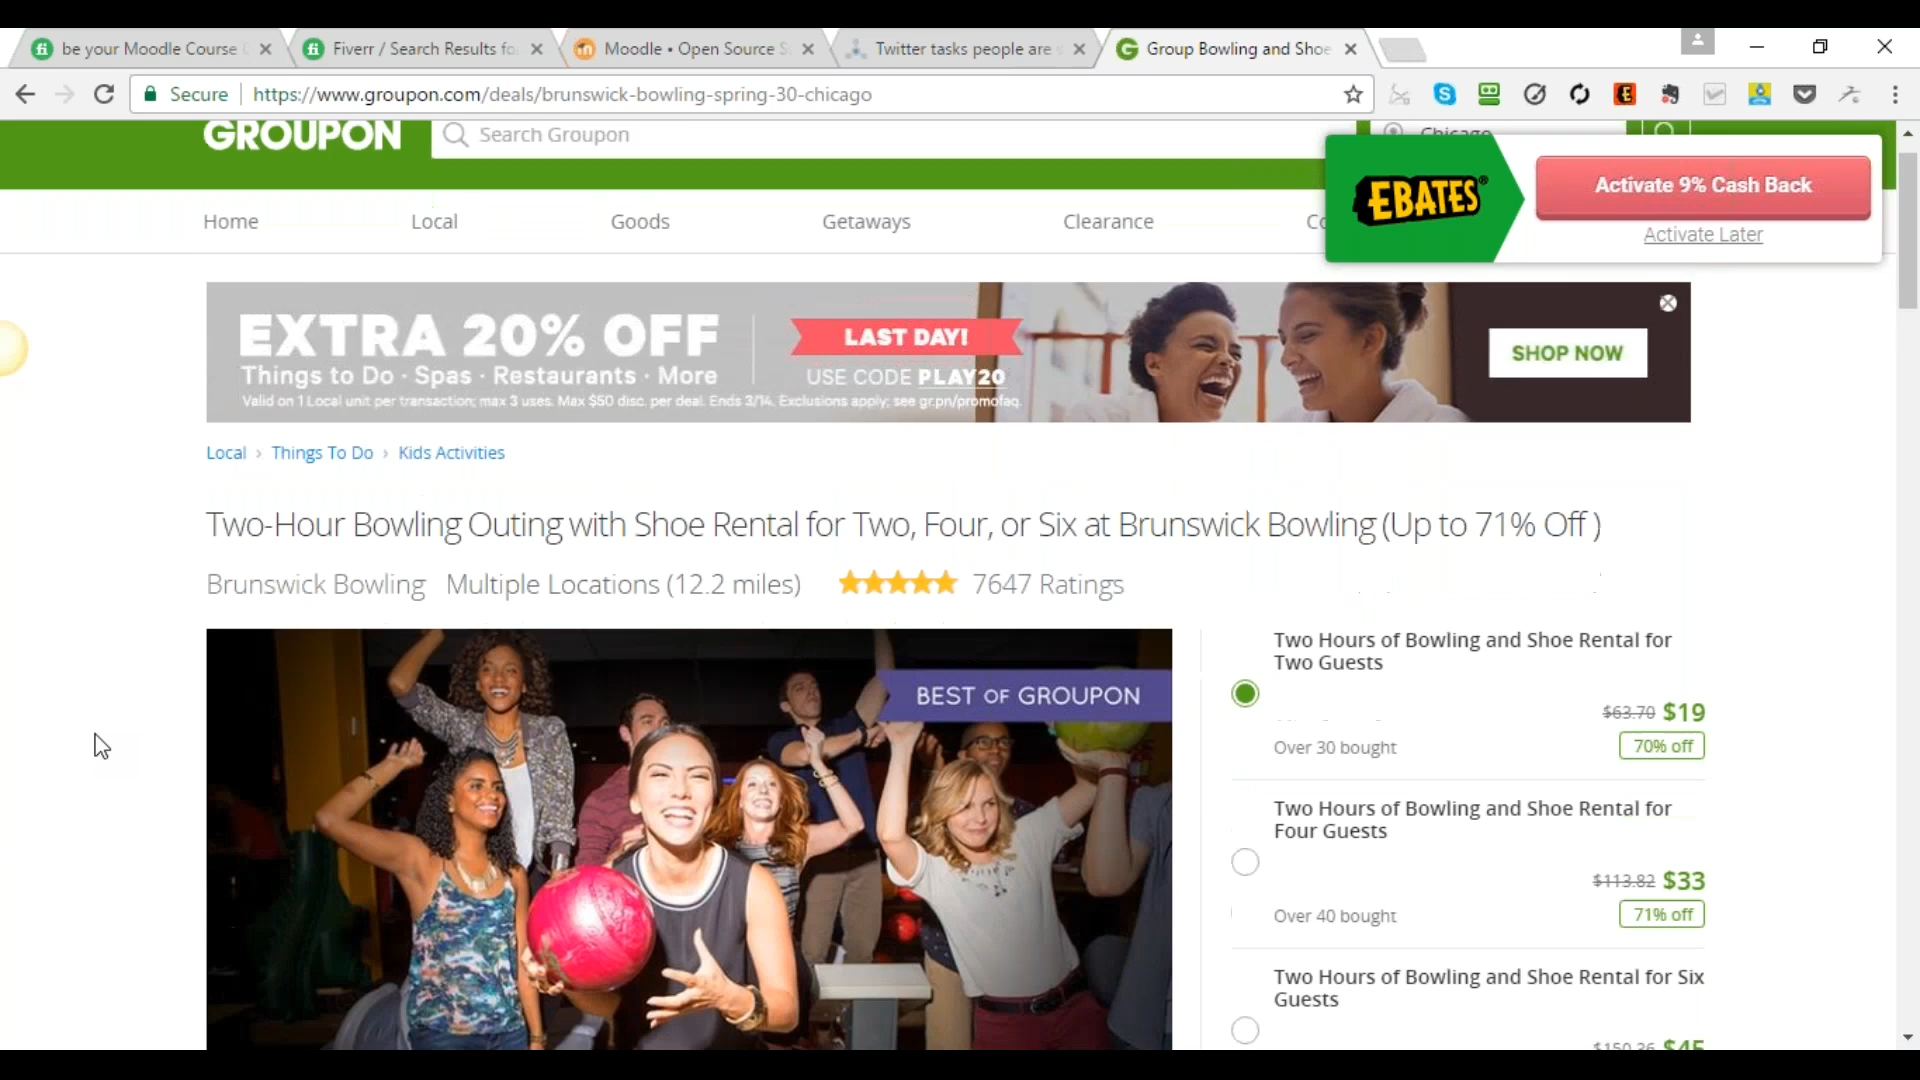 be your Moodle Course
Fiverr / Search Results fo
Moodle • Open Source S
Twitter tasks people are
Group Bowling and Shoe
Secure
https://www.groupon.com/deals/brunswick-bowling-spring-30-chicago
GROUPON
Search Groupon
Chicago
EBATES®
Activate 9% Cash Back
Activate Later
Home
Local
Goods
Getaways
Clearance
Co
EXTRA 20% OFF
Things to Do · Spas · Restaurants · More
Valid on 1 Local unit per transaction; max 3 uses. Max $50 disc. per deal. Ends 3/14. Exclusions apply; see gr.pn/promofaq.
LAST DAY!
USE CODE PLAY20
SHOP NOW
Local › Things To Do › Kids Activities
Two-Hour Bowling Outing with Shoe Rental for Two, Four, or Six at Brunswick Bowling (Up to 71% Off )
Brunswick Bowling Multiple Locations (12.2 miles) 7647 Ratings
BEST OF GROUPON
Two Hours of Bowling and Shoe Rental for
Two Guests
$63.70 $19
Over 30 bought
70% off
Two Hours of Bowling and Shoe Rental for
Four Guests
$113.82 $33
Over 40 bought
71% off
Two Hours of Bowling and Shoe Rental for Six
Guests
$150.36 $45